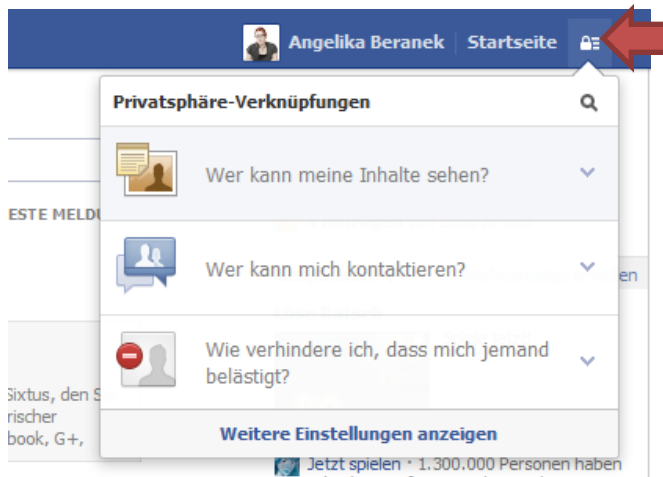 Angelika Beranek Startseite
Privatsphäre-Verknüpfungen
Wer kann meine Inhalte sehen?
ESTE MELDU
Wer kann mich kontaktieren?
en
Wie verhindere ich, dass mich jemand
belästigt?
Sixtus, den S
rischer
book, G+,
Weitere Einstellungen anzeigen
Jetzt spielen · 1.300.000 Personen haben